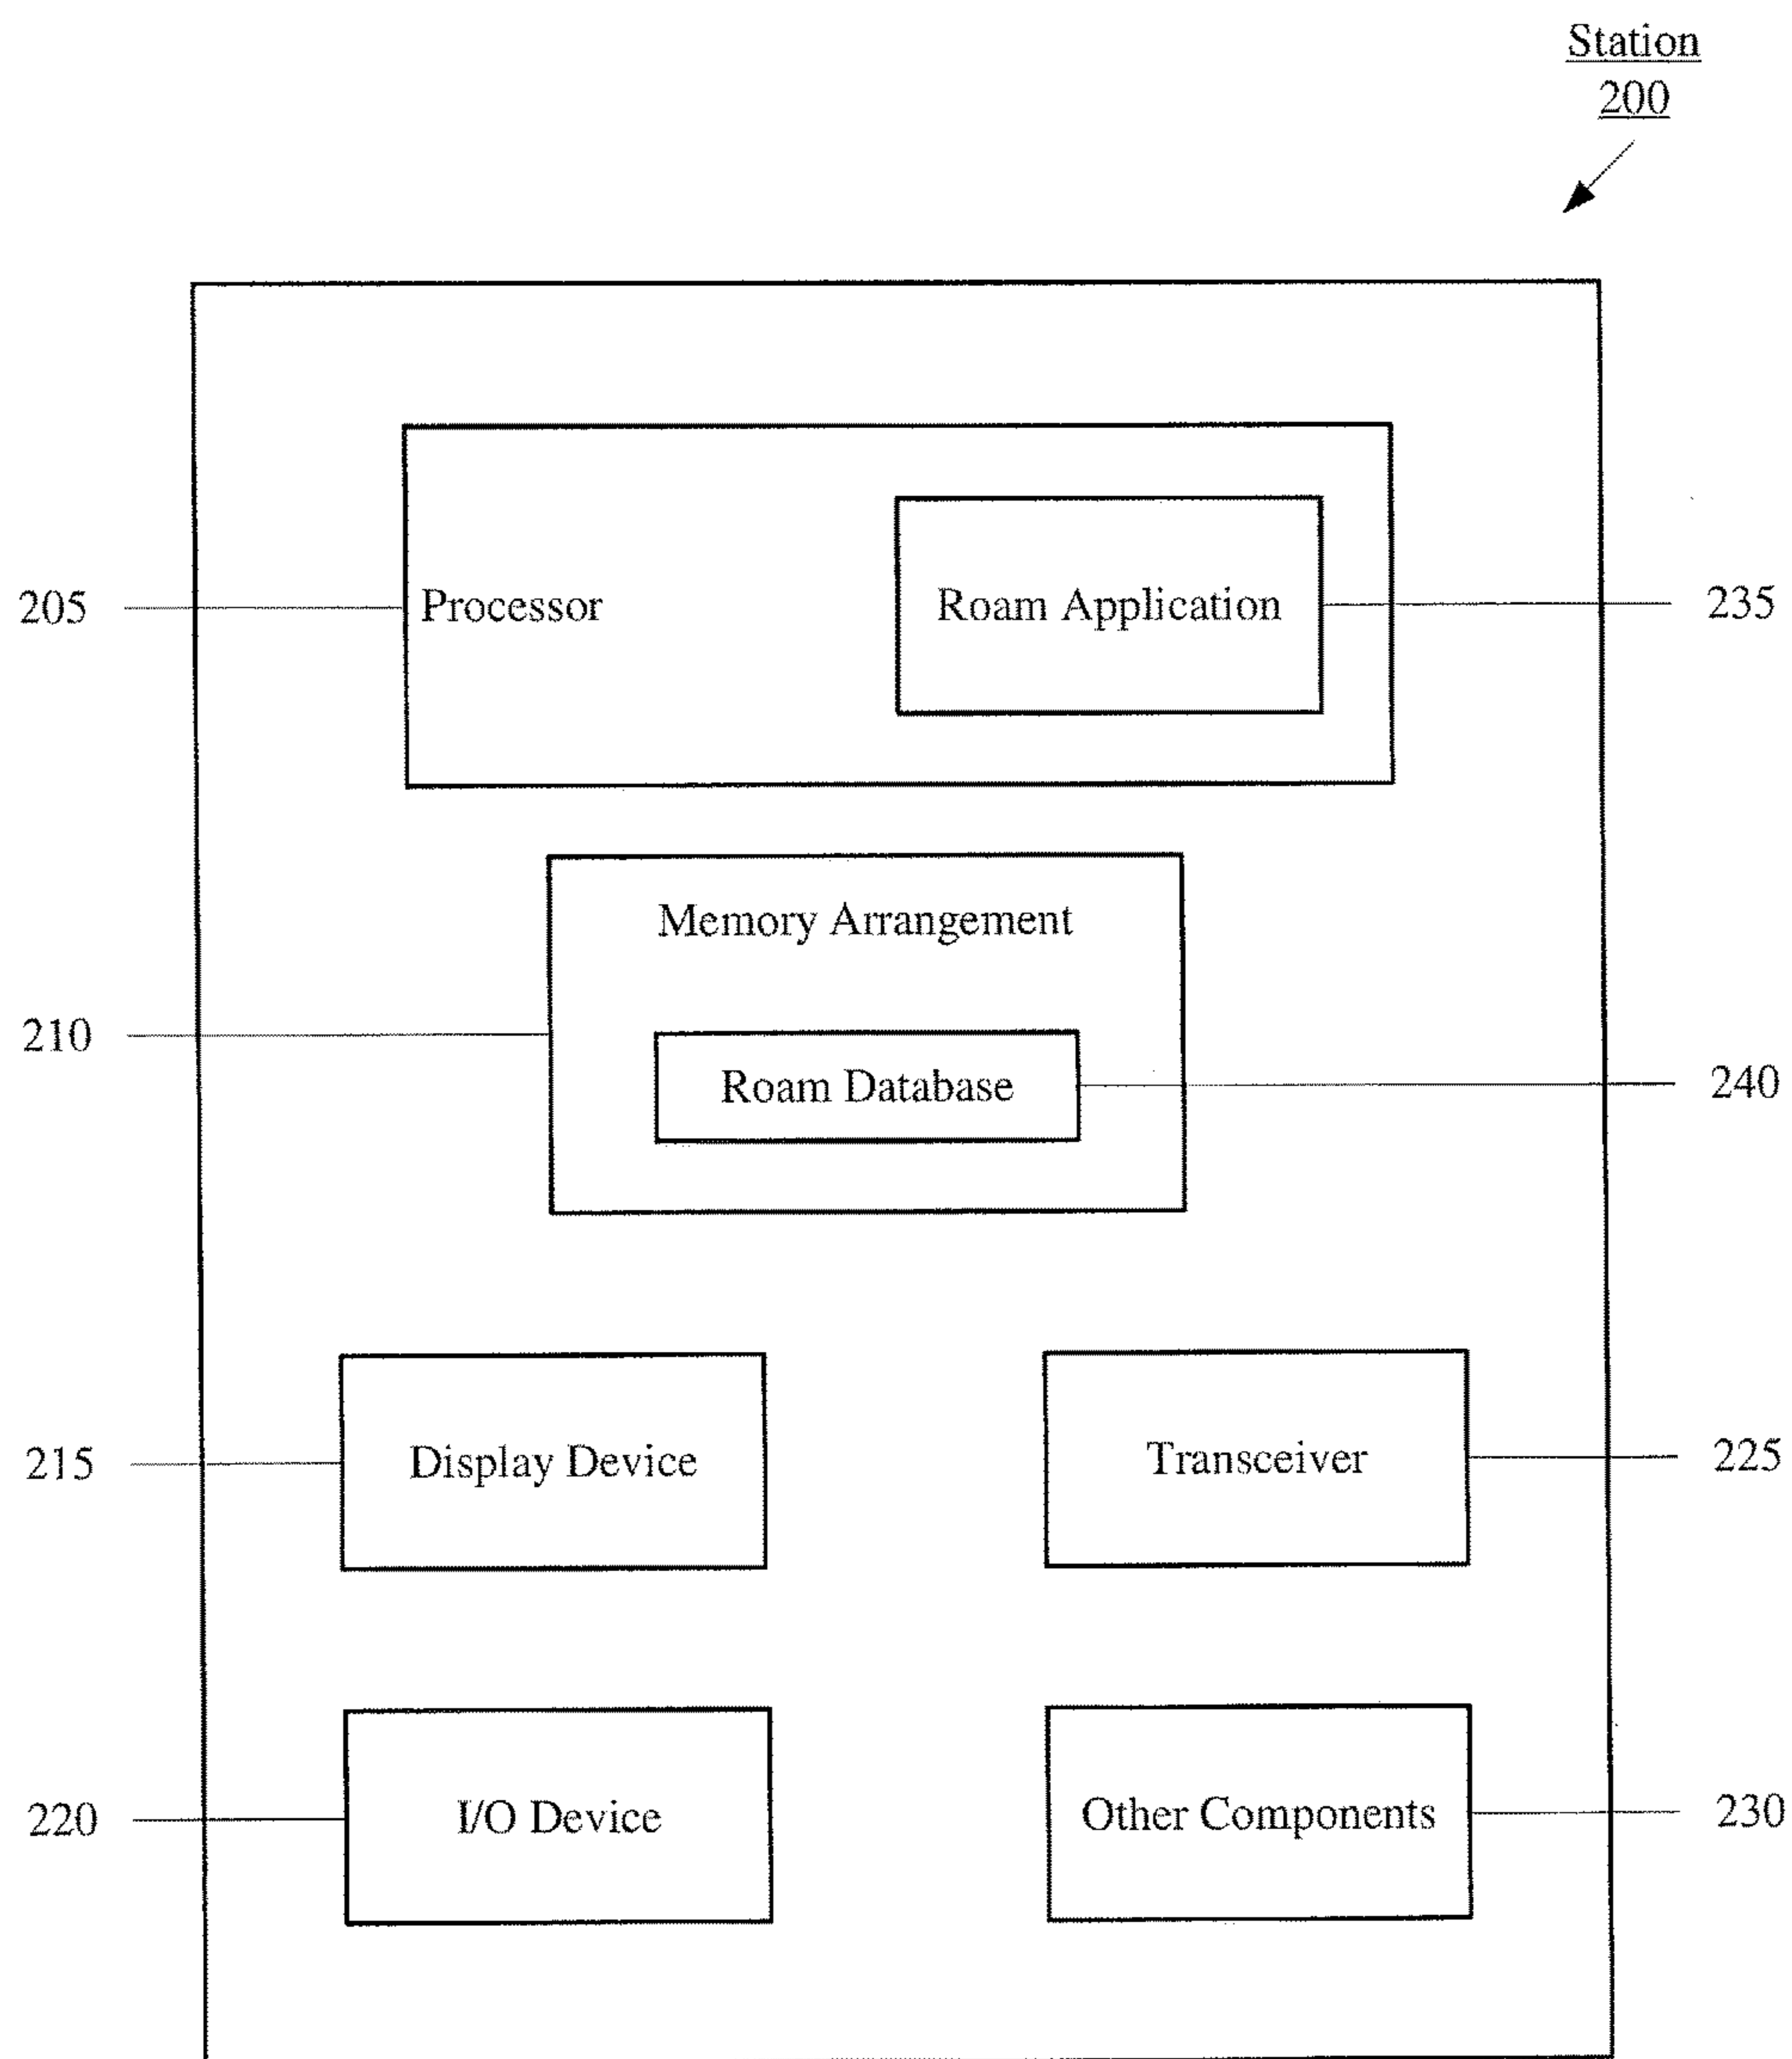 Station
200
205
Processor
Roam Application
235
Memory Arrangement
210
Roam Database
240
215
Display Device
Transceiver
225
220
I/O Device
Other Components
230